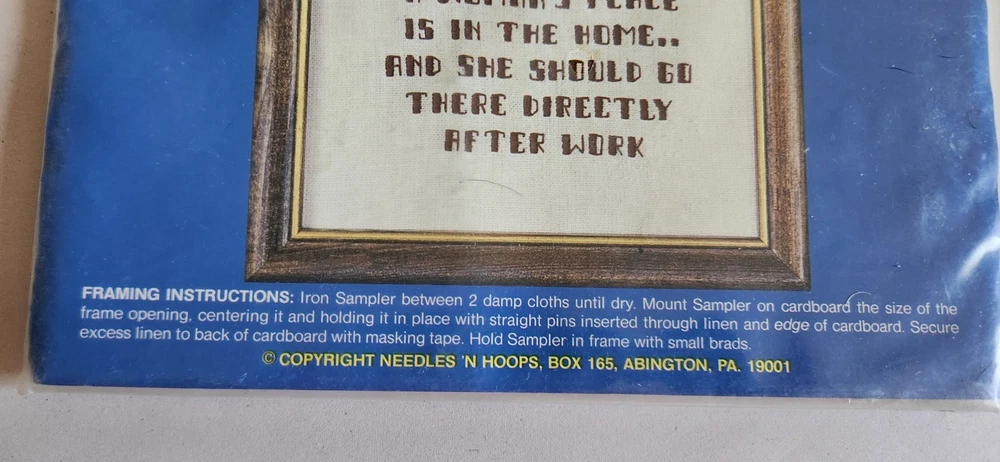 A WOMAN'S PLACE
IS IN THE HOME..
AND SHE SHOULD GO
THERE DIRECTLY
AFTER WORK
FRAMING INSTRUCTIONS: Iron Sampler between 2 damp cloths until dry. Mount Sampler on cardboard the size of the
frame opening, centering it and holding it in place with straight pins inserted through linen and edge of cardboard. Secure
excess linen to back of cardboard with masking tape. Hold Sampler in frame with small brads.
© COPYRIGHT NEEDLES 'N HOOPS, BOX 165, ABINGTON, PA. 19001